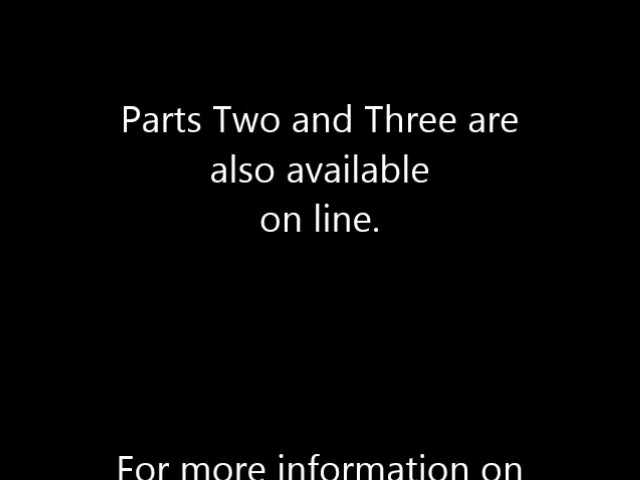 Parts Two and Three are
also available
on line.
For more information on